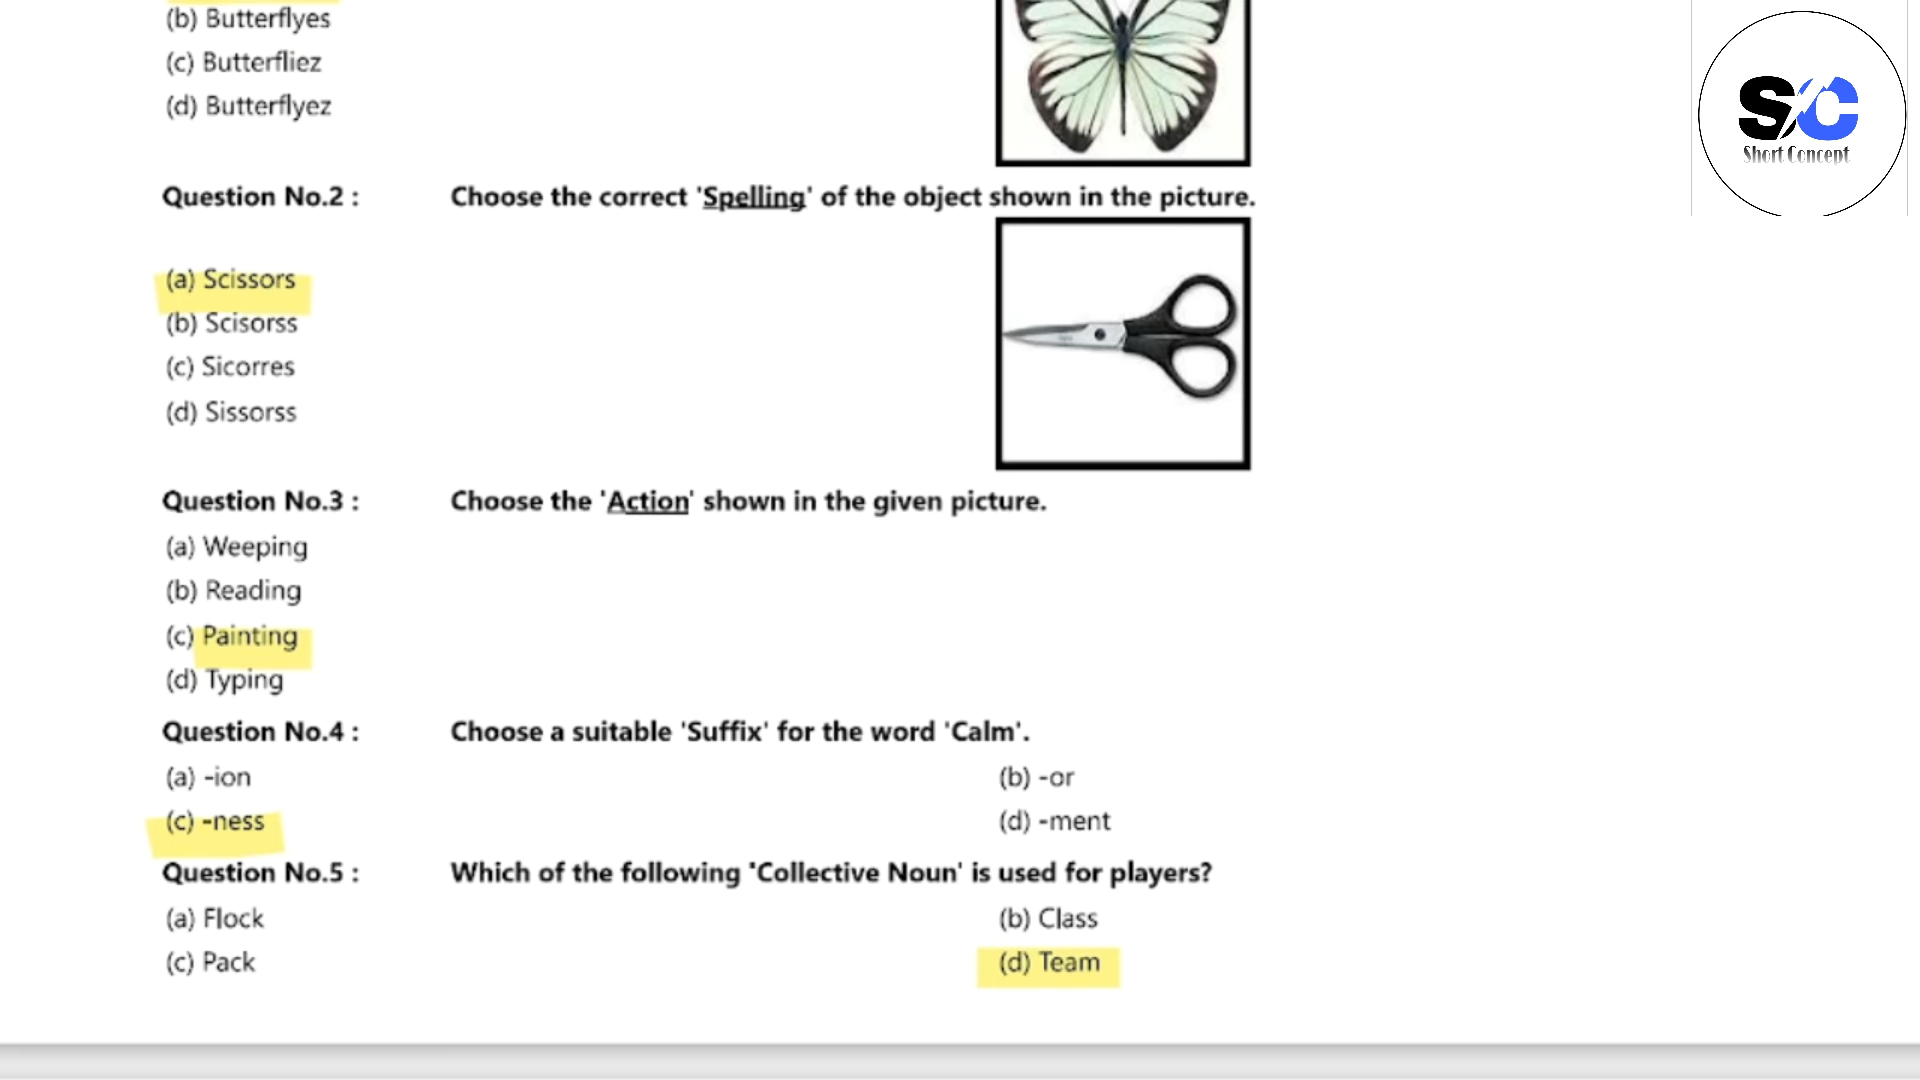 (b) Butterflyes
(c) Butterfliez
(d) Butterflyez
SC
Short Concept
Question No.2 : Choose the correct 'Spelling' of the object shown in the picture.
(a) Scissors
(b) Scisorss
(c) Sicorres
(d) Sissorss
Question No.3 : Choose the 'Action' shown in the given picture.
(a) Weeping
(b) Reading
(c) Painting
(d) Typing
Question No.4 : Choose a suitable 'Suffix' for the word 'Calm'.
(a) -ion (b) -or
(c) -ness (d) -ment
Question No.5 : Which of the following 'Collective Noun' is used for players?
(a) Flock (b) Class
(c) Pack (d) Team